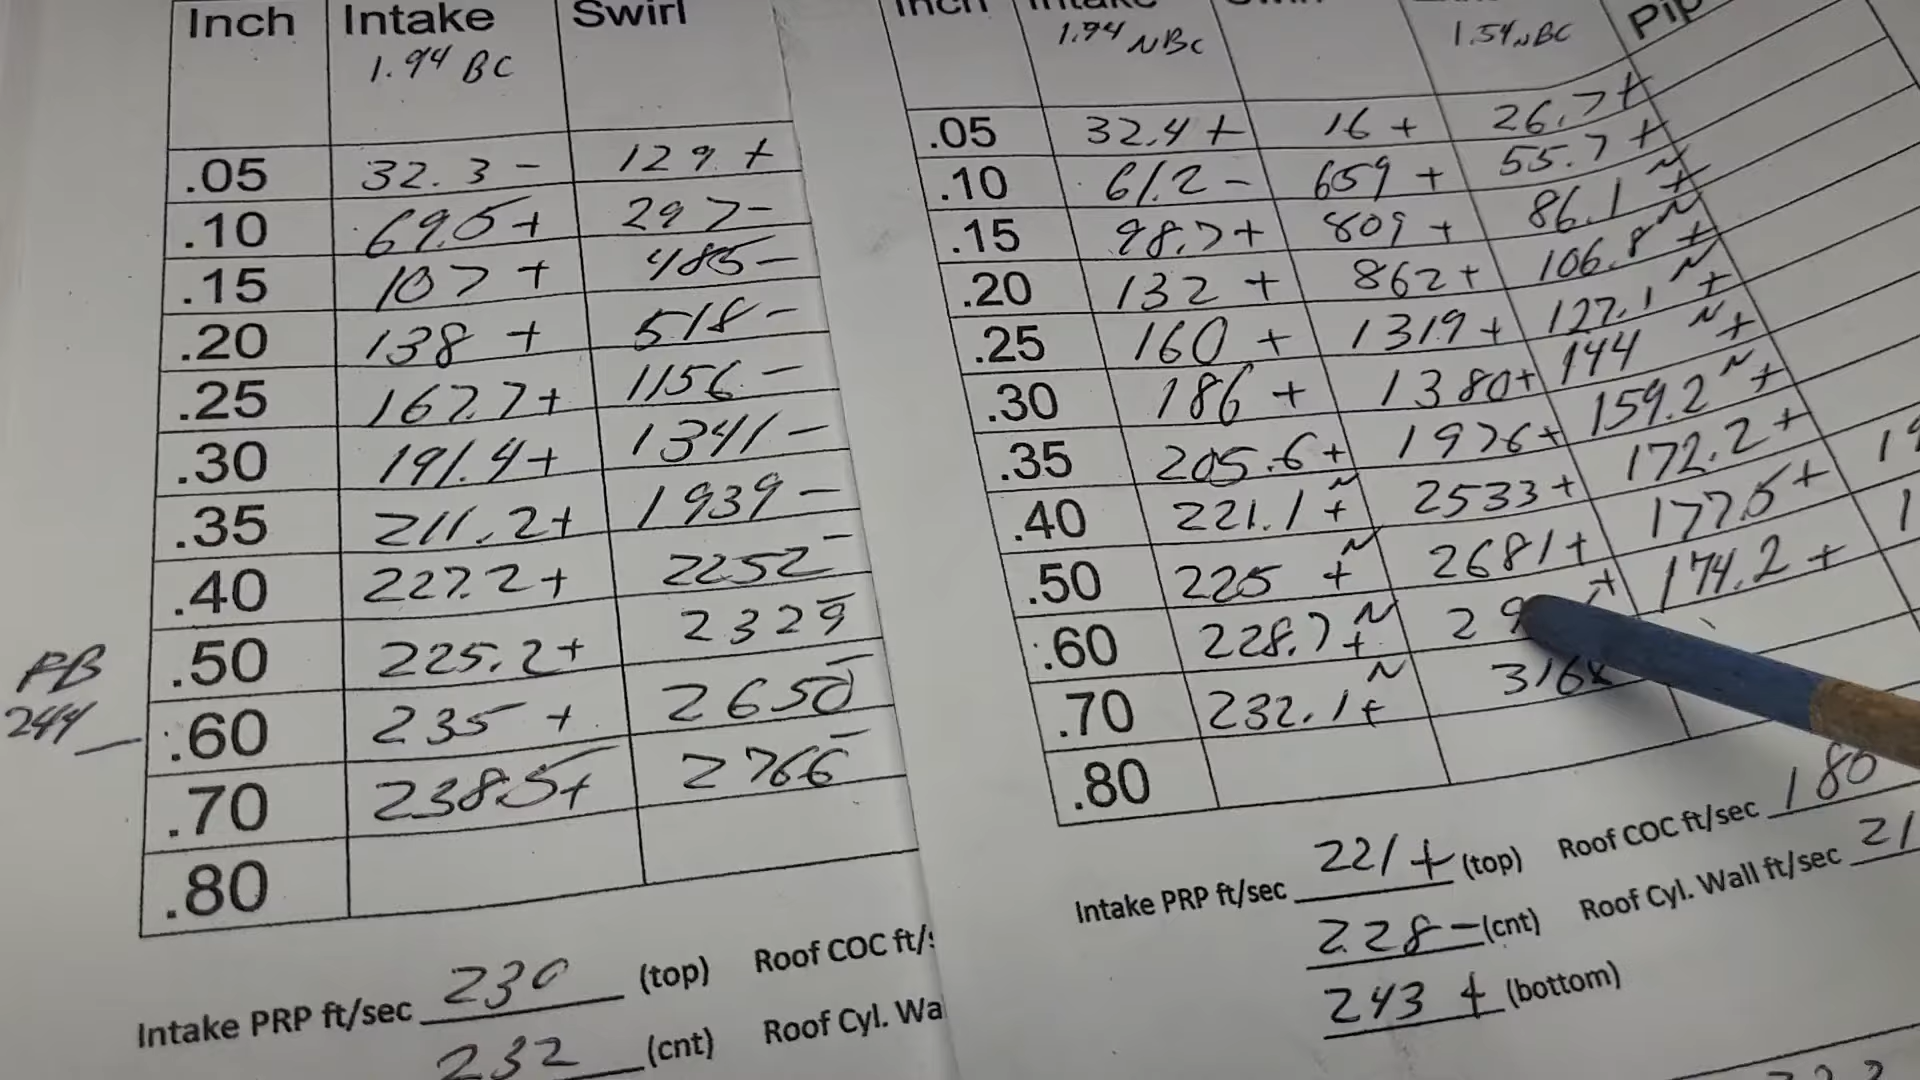 Inch Intake Swirl
1.94 BC
.05 32.3 - 129 +
.10 69.5 + 297 -
.15 107 + 485 -
.20 138 + 518 -
.25 167.7 + 1156 -
.30 191.4 + 1341 -
.35 211.2 + 1939 -
.40 227.2 + 2252 -
.50 225.2 + 2329 -
.60 235 + 2650 -
.70 238.5 + 2766 -
.80
PB
244
Intake PRP ft/sec 230 (top) Roof COC ft/
232 (cnt) Roof Cyl. Wa
Inch Intake
1.94 NBC 1.54 NBC
.05 32.4 + 16 + 26.7 +
.10 61.2 - 659 + 55.7 +
.15 98.7 + 809 + 86.1 ~ +
.20 132 + 862 + 106.8 ~ +
.25 160 + 1319 + 127.1 ~ +
.30 186 + 1380 + 144 ~ +
.35 205.6 + 1976 + 159.2 ~ +
.40 221.1 ~ + 2533 + 172.2 +
.50 225 ~ + 2681 + 177.5 +
.60 228.7 ~ + + 174.2 +
.70 232.1 ~ +
.80
Intake PRP ft/sec 221 + (top) Roof COC ft/sec 180
228 - (cnt) Roof Cyl. Wall ft/sec
243 + (bottom)